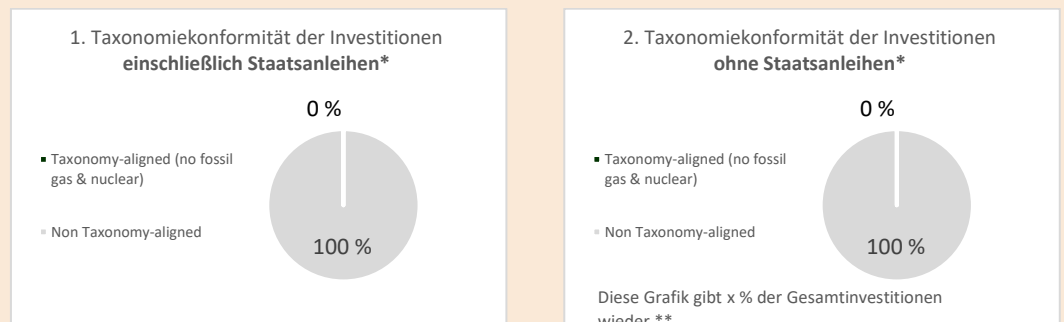 1. Taxonomiekonformität der Investitionen
einschließlich Staatsanleihen*
0 %
Taxonomy-aligned (no fossil
gas & nuclear)
Non Taxonomy-aligned
100 %
2. Taxonomiekonformität der Investitionen
ohne Staatsanleihen*
0 %
Taxonomy-aligned (no fossil
gas & nuclear)
Non Taxonomy-aligned
100 %
Diese Grafik gibt x % der Gesamtinvestitionen
wieder.**